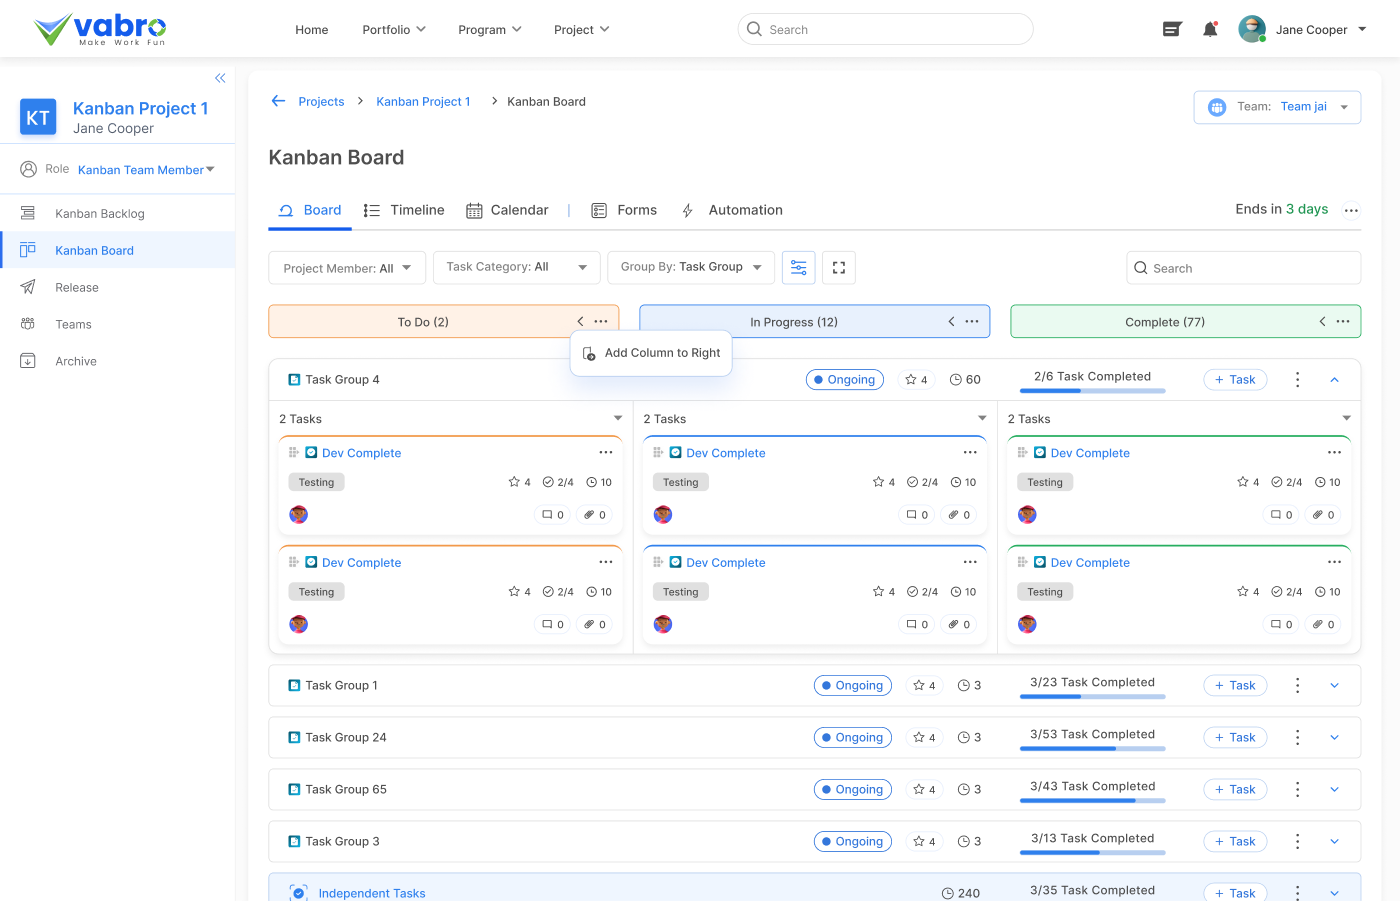 vabro
Make Work Fun
Home
Portfolio
Program
Project
Search
Jane Cooper
KT
Kanban Project 1
Jane Cooper
Role Kanban Team Member
Kanban Backlog
Kanban Board
Release
Teams
Archive
Projects > Kanban Project 1 > Kanban Board
Team: Team jai
Kanban Board
Board
Timeline
Calendar
Forms
Automation
Ends in 3 days
Project Member: All
Task Category: All
Group By: Task Group
Search
To Do (2)
In Progress (12)
Complete (77)
Add Column to Right
Task Group 4
Ongoing
4
60
2/6 Task Completed
+ Task
2 Tasks
2 Tasks
2 Tasks
Dev Complete
Testing
4
2/4
10
0
0
Dev Complete
Testing
4
2/4
10
0
0
Dev Complete
Testing
4
2/4
10
0
0
Dev Complete
Testing
4
2/4
10
0
0
Dev Complete
Testing
4
2/4
10
0
0
Dev Complete
Testing
4
2/4
10
0
0
Task Group 1
Ongoing
4
3
3/23 Task Completed
+ Task
Task Group 24
Ongoing
4
3
3/53 Task Completed
+ Task
Task Group 65
Ongoing
4
3
3/43 Task Completed
+ Task
Task Group 3
Ongoing
4
3
3/13 Task Completed
+ Task
Independent Tasks
240
3/35 Task Completed
+ Task